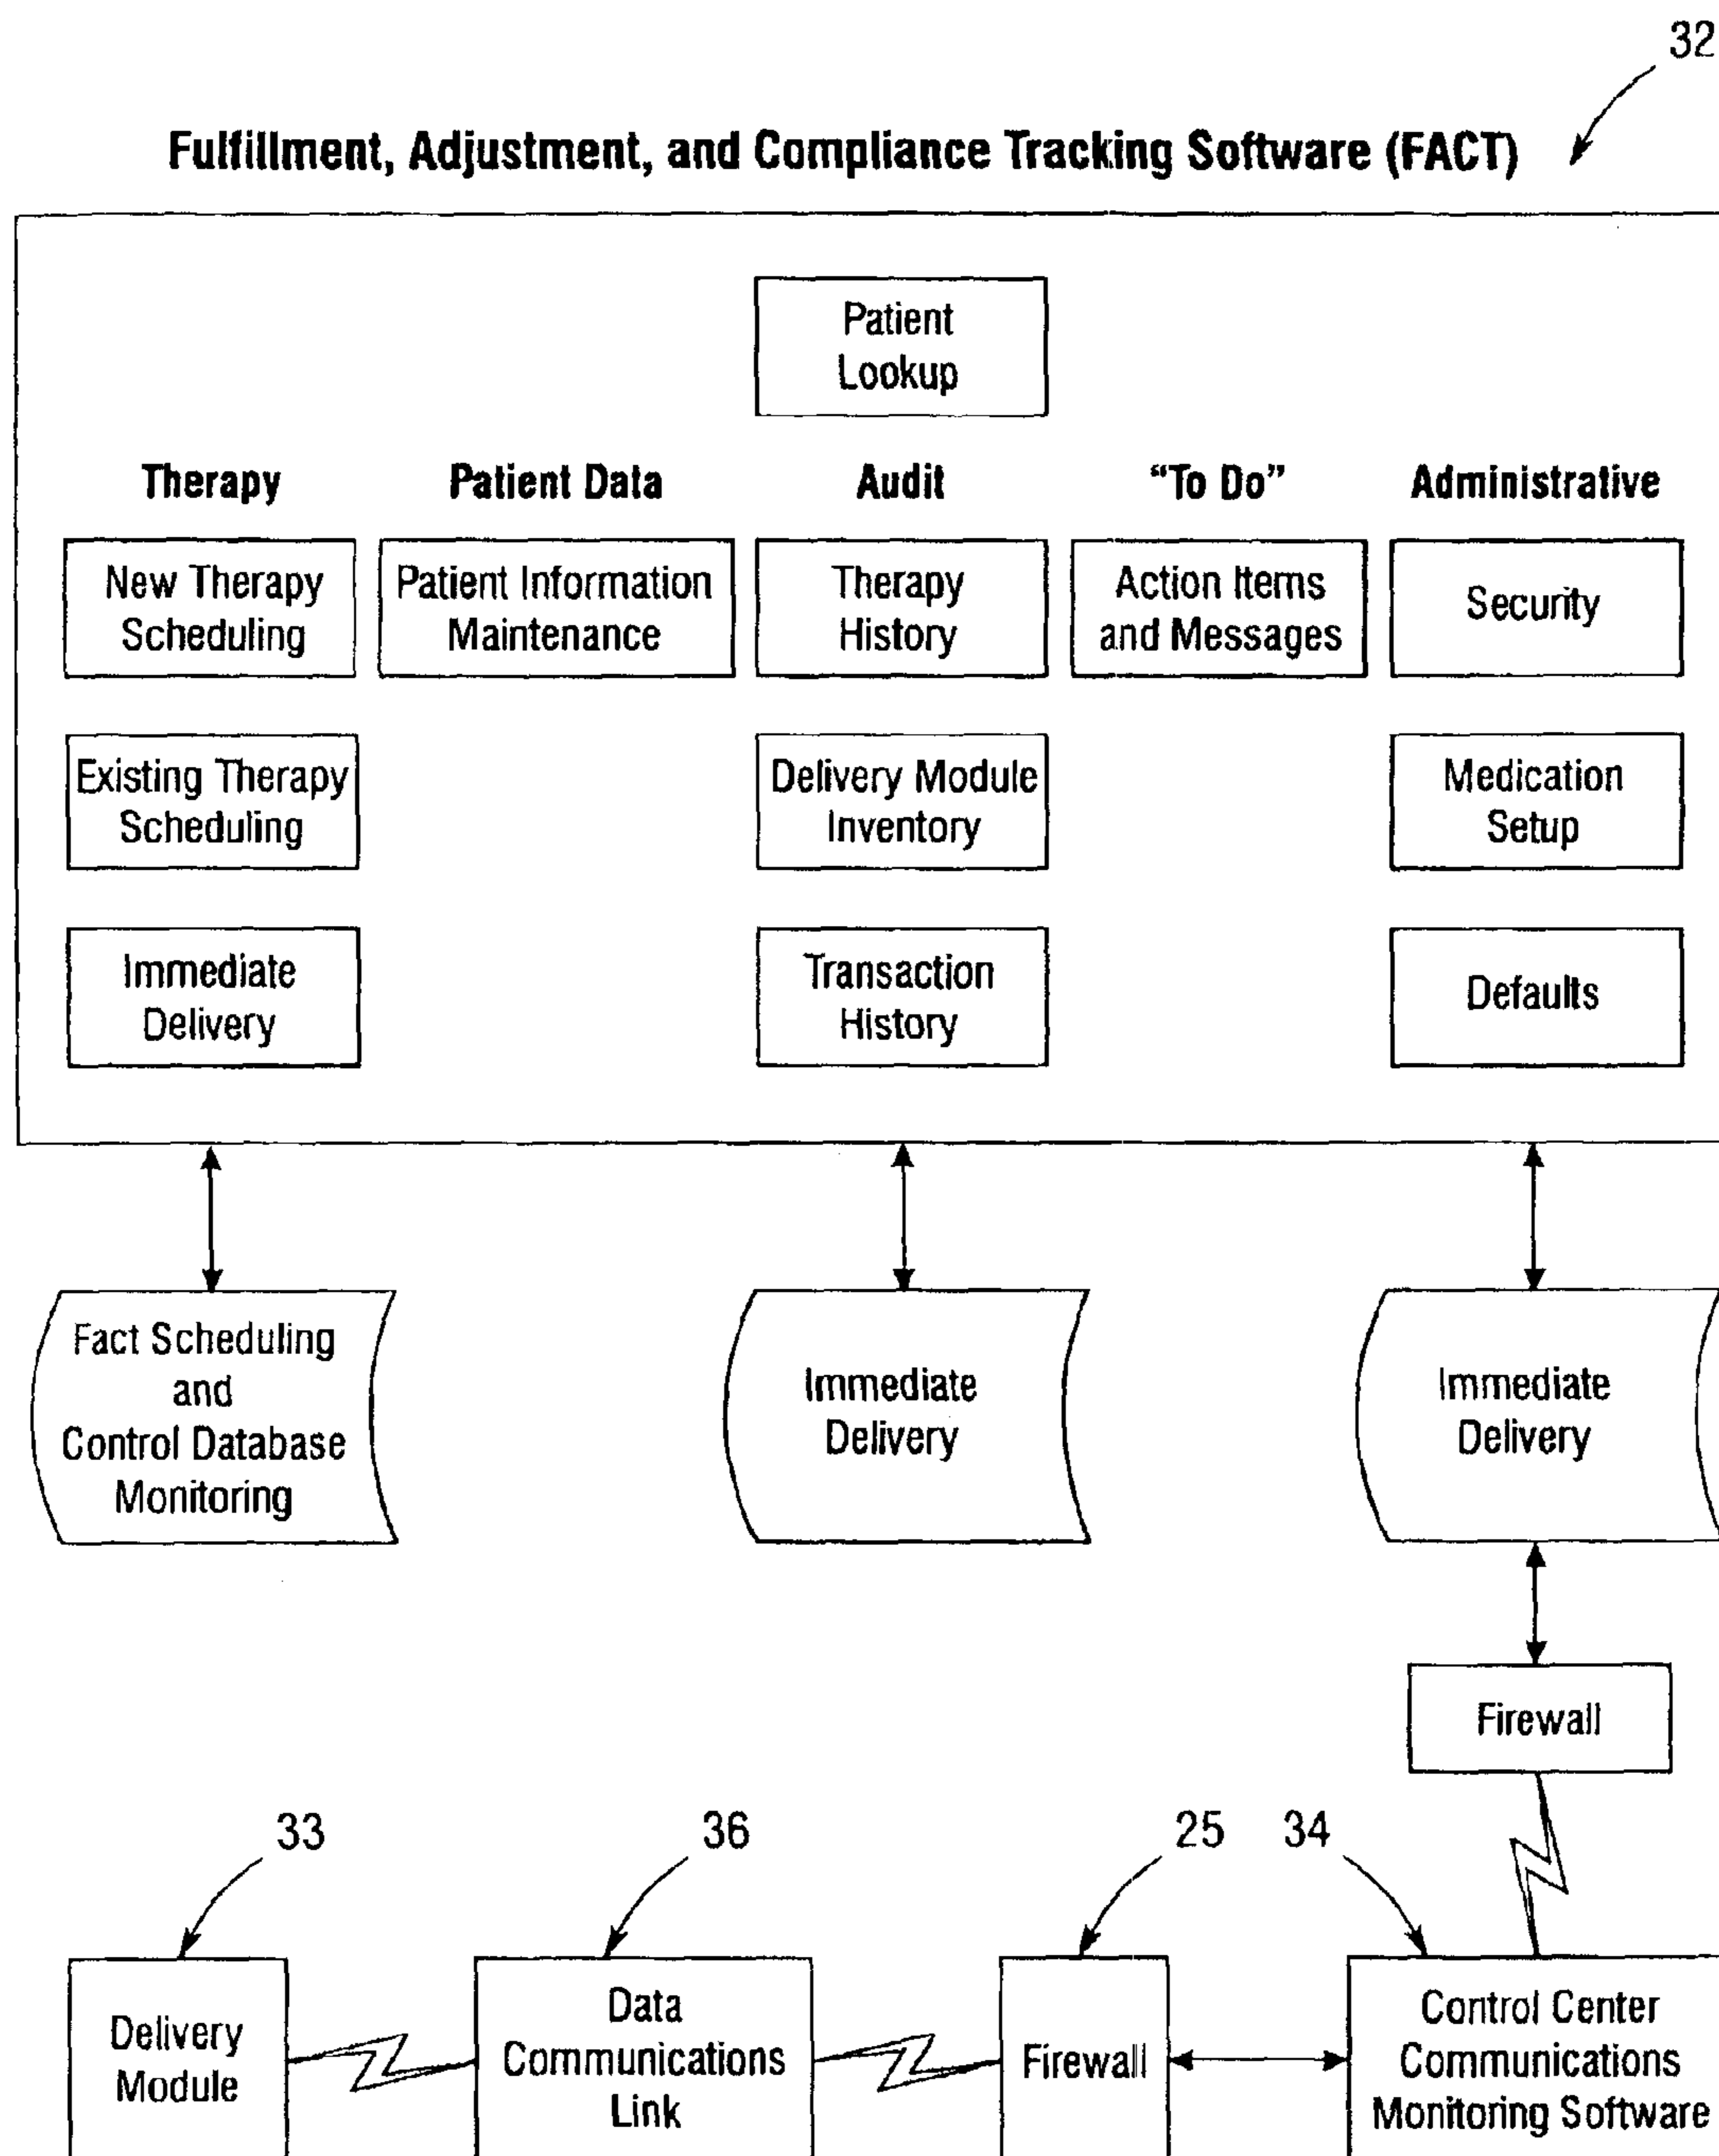 32
Fulfillment, Adjustment, and Compliance Tracking Software (FACT)
Patient
Lookup
Therapy
Patient Data
Audit
“To Do”
Administrative
New Therapy
Scheduling
Patient Information
Maintenance
Therapy
History
Action Items
and Messages
Security
Existing Therapy
Scheduling
Delivery Module
Inventory
Medication
Setup
Immediate
Delivery
Transaction
History
Defaults
Fact Scheduling
and
Control Database
Monitoring
Immediate
Delivery
Immediate
Delivery
Firewall
33
36
25
34
Delivery
Module
Data
Communications
Link
Firewall
Control Center
Communications
Monitoring Software